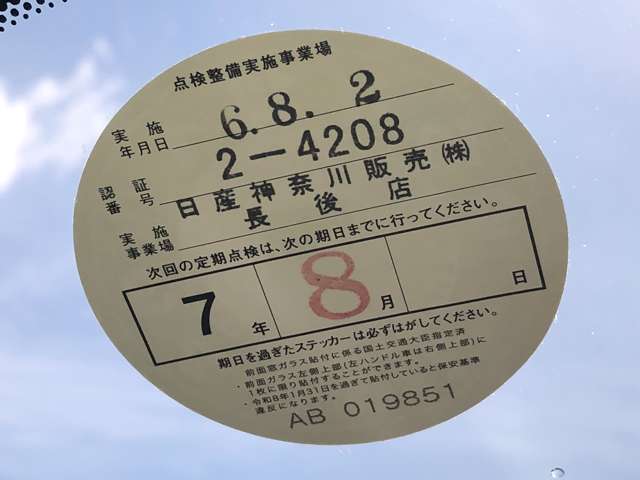 点検整備実施事業場
実施年月日 6.8.2
認証番号 2-4208
実施事業場 日産神奈川販売㈱
長後店
次回の定期点検は、次の期日までに行ってください。
7年 8月 日
期日を過ぎたステッカーは必ずはがしてください。
前面窓ガラス貼付に係る国土交通大臣指定済
・前面ガラス左側上部(左ハンドル車は右側上部)に
1枚に限り貼付することができます。
・令和8年1月31日を過ぎて貼付していると保安基準
違反になります。
AB 019851